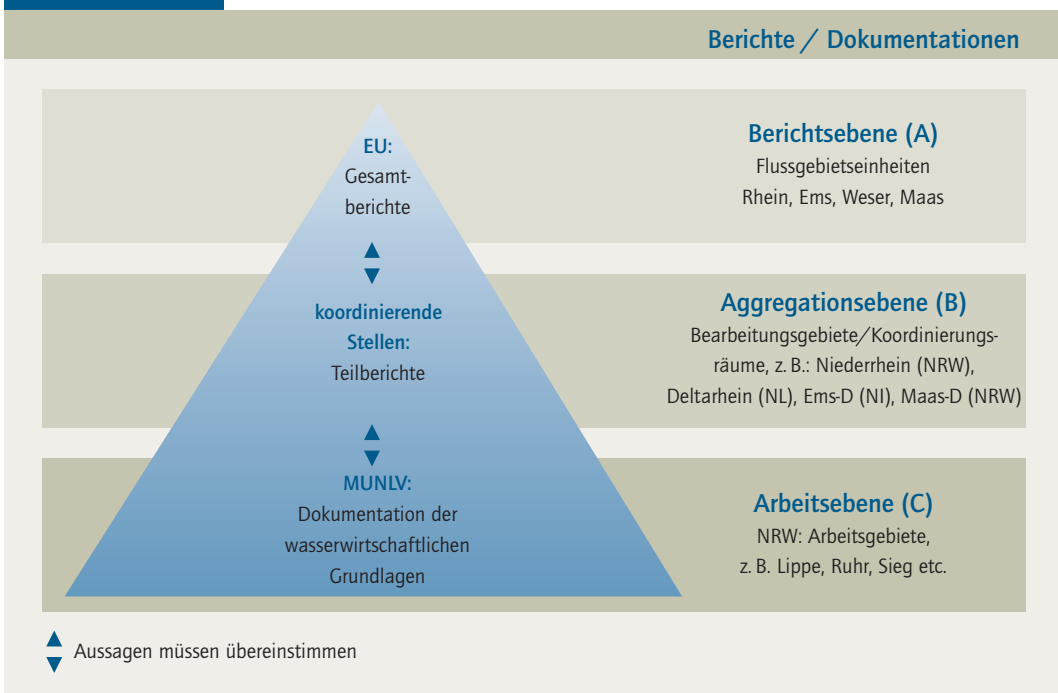 Berichte / Dokumentationen
EU:
Gesamt-
berichte
Berichtsebene (A)
Flussgebietseinheiten
Rhein, Ems, Weser, Maas
koordinierende
Stellen:
Teilberichte
Aggregationsebene (B)
Bearbeitungsgebiete/Koordinierungs-
räume, z. B.: Niederrhein (NRW),
Deltarhein (NL), Ems-D (NI), Maas-D (NRW)
MUNLV:
Dokumentation der
wasserwirtschaftlichen
Grundlagen
Arbeitsebene (C)
NRW: Arbeitsgebiete,
z. B. Lippe, Ruhr, Sieg etc.
Aussagen müssen übereinstimmen